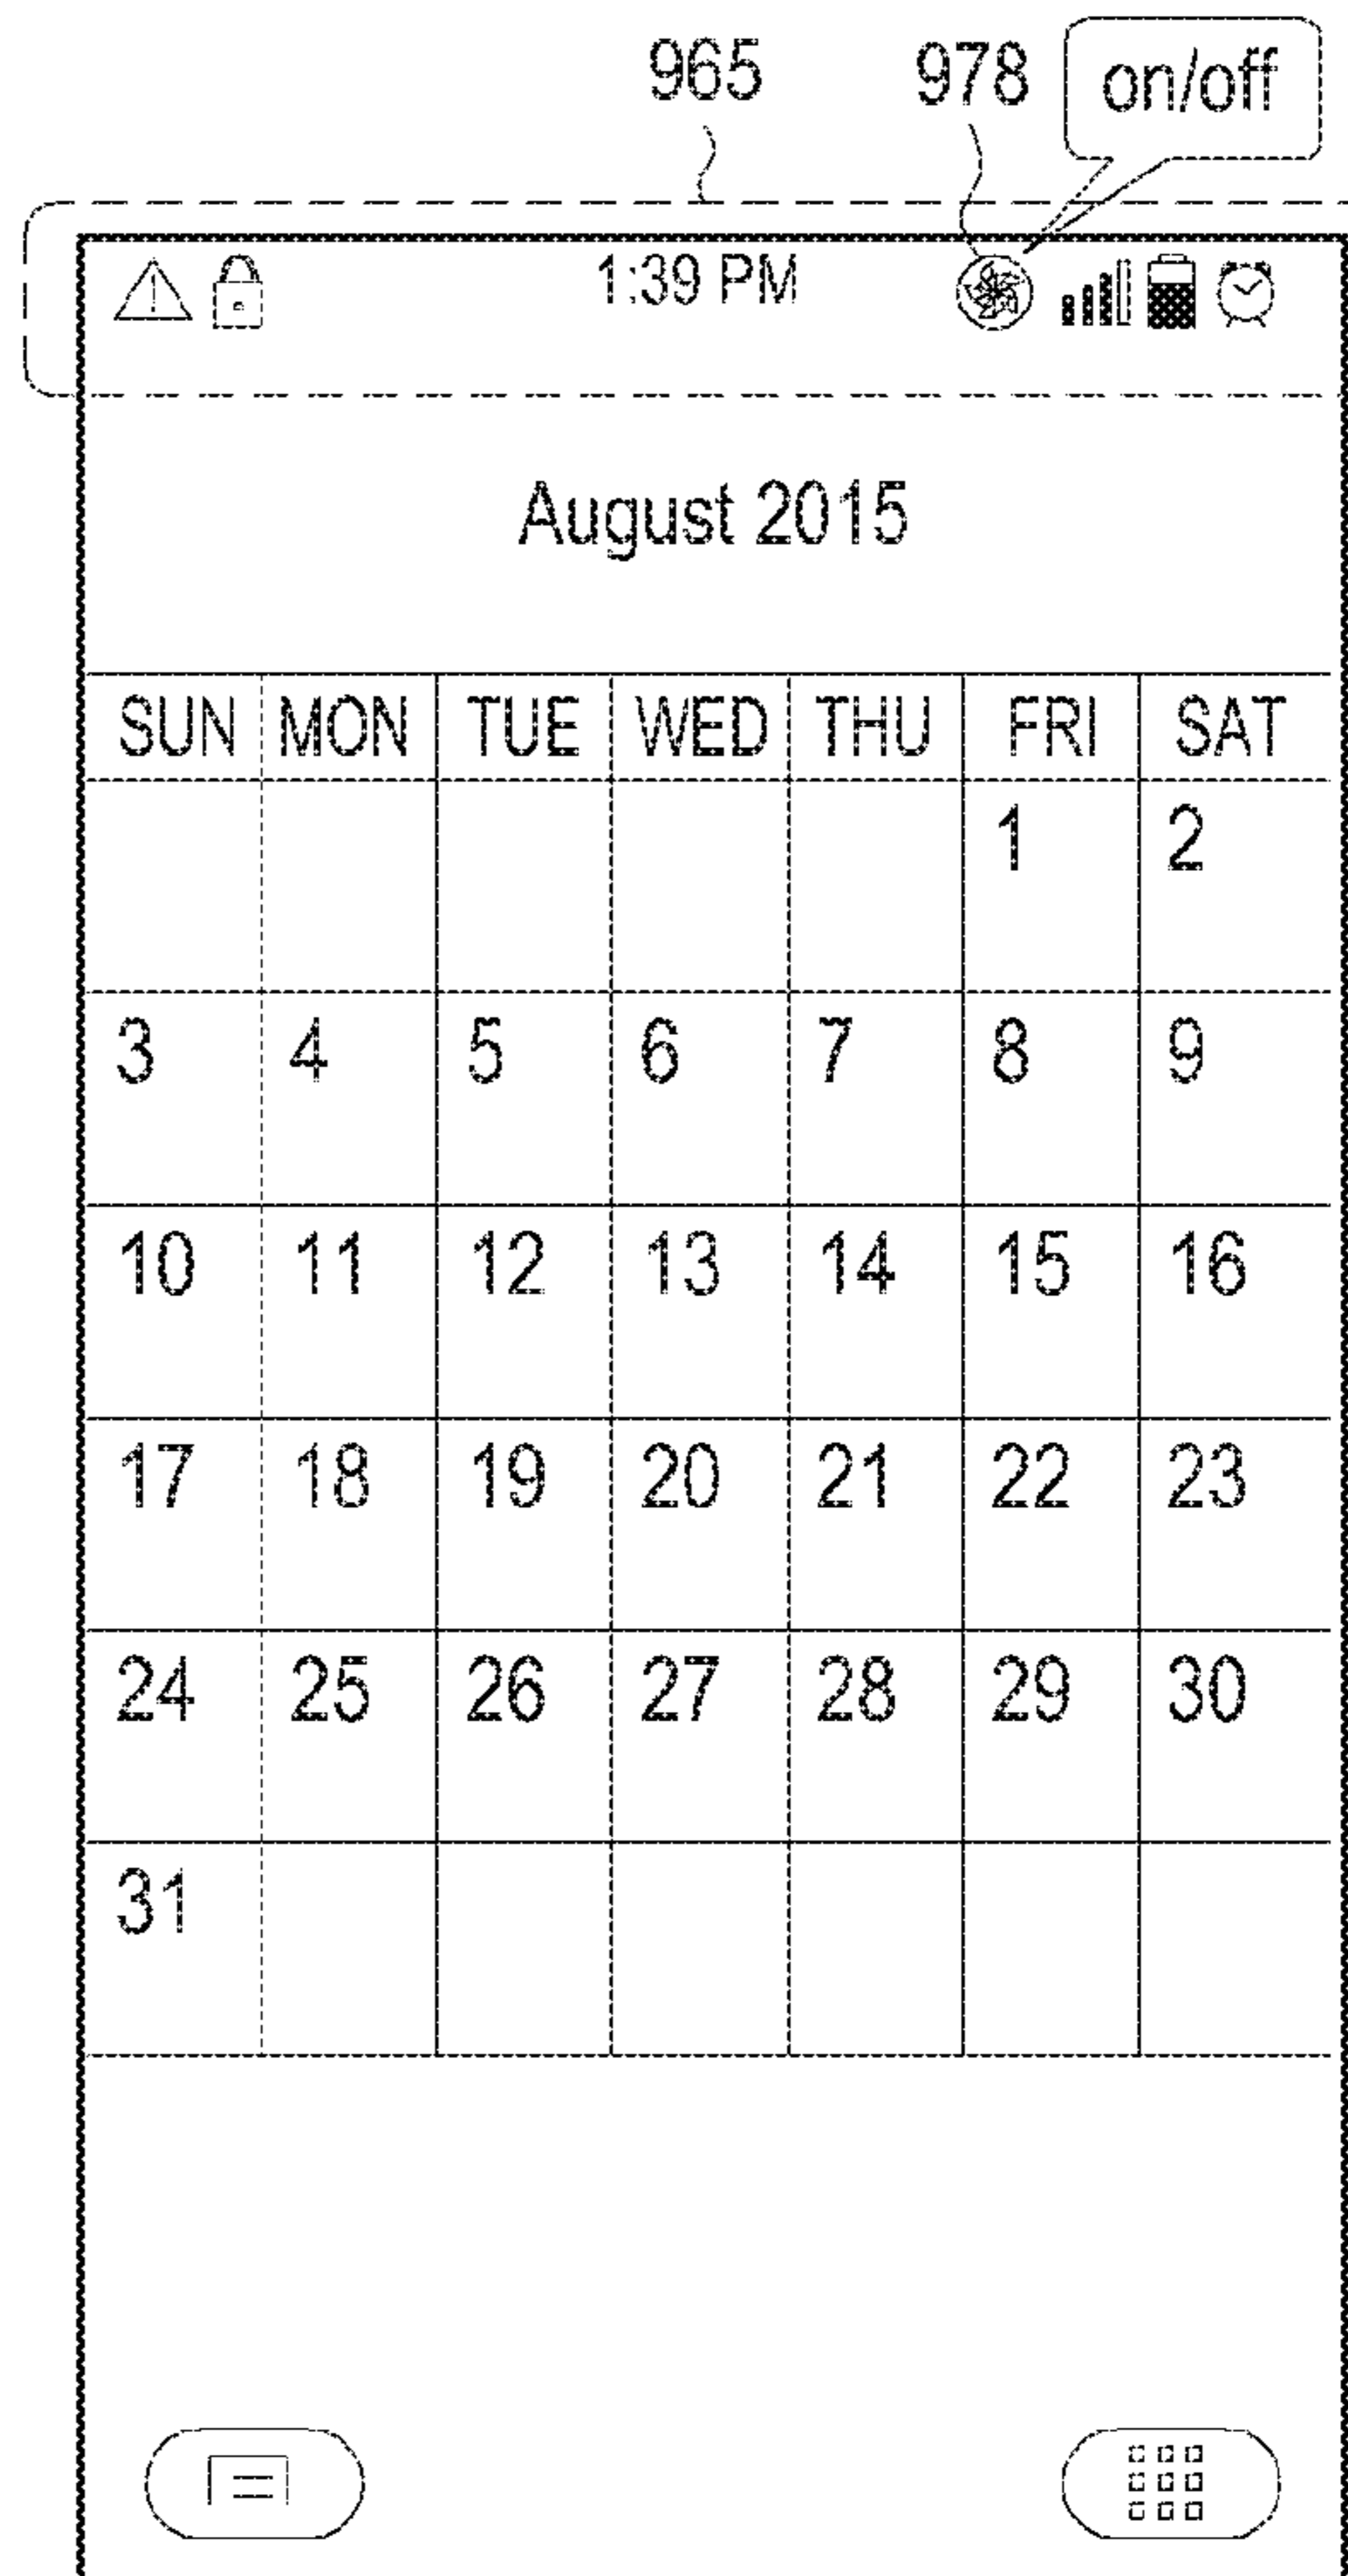 965 978 on/off
1:39 PM
August 2015
SUN MON TUE WED THU FRI SAT
1 2
3 4 5 6 7 8 9
10 11 12 13 14 15 16
17 18 19 20 21 22 23
24 25 26 27 28 29 30
31